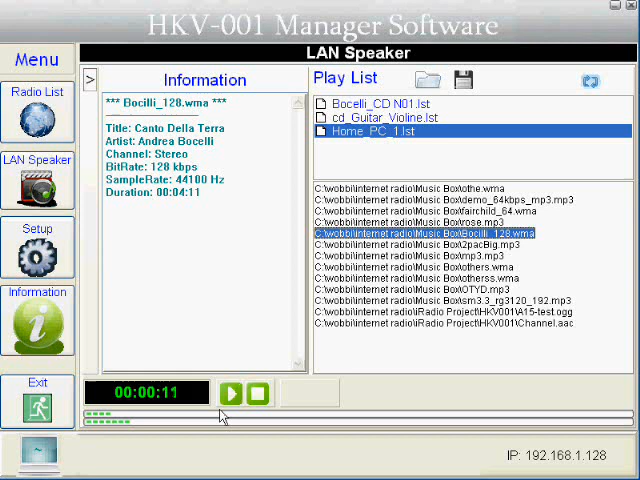 HKV-001 Manager Software
LAN Speaker
Menu
Radio List
LAN Speaker
Setup
Information
Exit
>
Information
*** Bocilli_128.wma ***
Title: Canto Della Terra
Artist: Andrea Bocelli
Channel: Stereo
BitRate: 128 kbps
SampleRate: 44100 Hz
Duration: 00:04:11
Play List
Bocelli_CD N01.lst
cd_Guitar_Violine.lst
Home_PC_1.lst
C:\wobbi\internet radio\Music Box\othe.wma
C:\wobbi\internet radio\Music Box\demo_64kbps_mp3.mp3
C:\wobbi\internet radio\Music Box\fairchild_64.wma
C:\wobbi\internet radio\Music Box\rose.mp3
C:\wobbi\internet radio\Music Box\Bocilli_128.wma
C:\wobbi\internet radio\Music Box\2pacBig.mp3
C:\wobbi\internet radio\Music Box\mp3.mp3
C:\wobbi\internet radio\Music Box\others.wma
C:\wobbi\internet radio\Music Box\otherss.wma
C:\wobbi\internet radio\Music Box\OTYD.mp3
C:\wobbi\internet radio\Music Box\sm3.3_rg3120_192.mp3
C:\wobbi\internet radio\iRadio Project\HKV001\A15-test.ogg
C:\wobbi\internet radio\iRadio Project\HKV001\Channel.aac
00:00:11
IP: 192.168.1.128